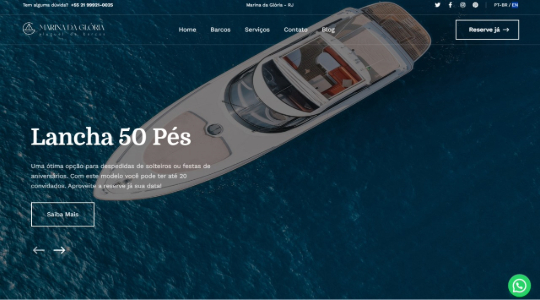 Tem alguma dúvida? +55 21 99921-0035
Marina da Glória - RJ
PT-BR / EN
MARINA DA GLÓRIA
Home
Barcos
Serviços
Contato
Blog
Reserve já
Lancha 50 Pés
Uma ótima opção para despedidas de solteiros ou festas de
aniversários. Com este modelo você pode ter até 20
convidados. Aproveite e reserve já sua data!
Saiba Mais